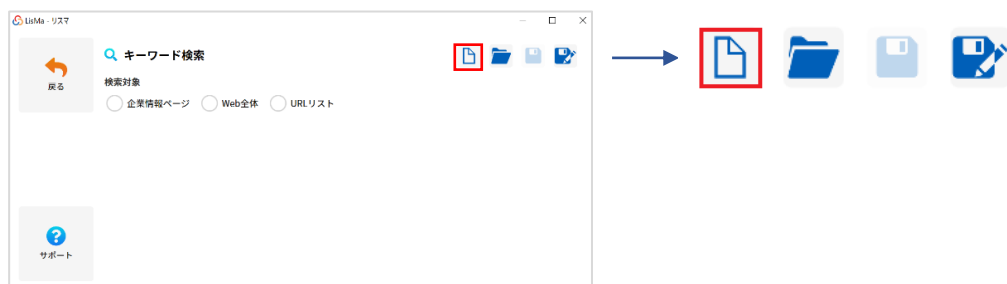 LisMa - リスマ
戻る
キーワード検索
検索対象
企業情報ページ Web全体 URLリスト
サポート